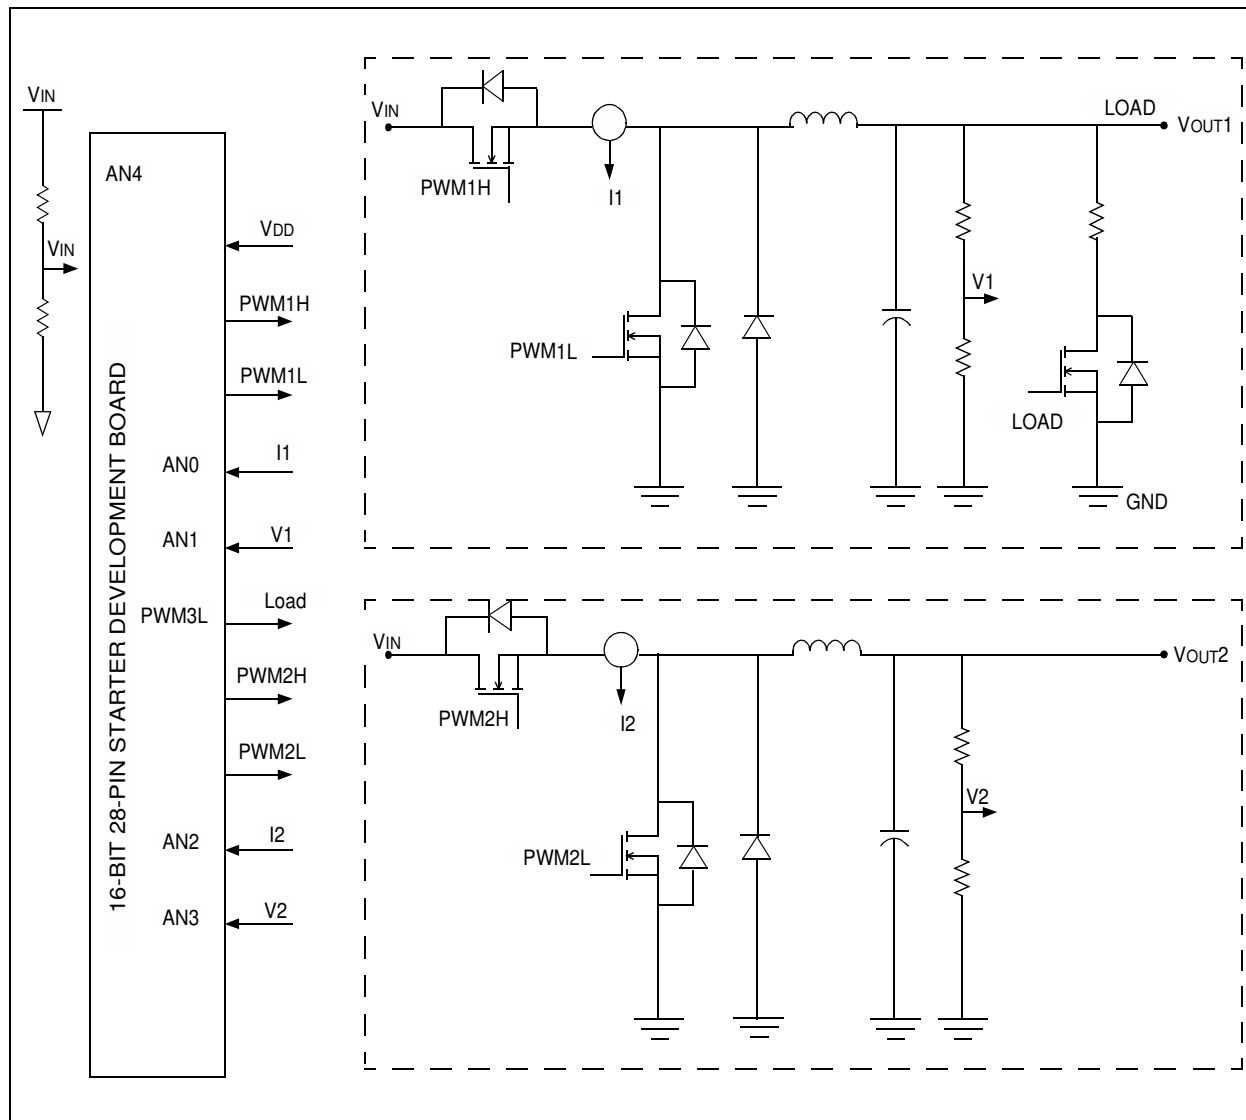 VIN
AN4
VIN
16-BIT 28-PIN STARTER DEVELOPMENT BOARD
VDD
PWM1H
PWM1L
AN0
I1
AN1
V1
PWM3L
Load
PWM2H
PWM2L
AN2
I2
AN3
V2
VIN
PWM1H
I1
LOAD
VOUT1
PWM1L
V1
LOAD
GND
VIN
PWM2H
I2
VOUT2
PWM2L
V2